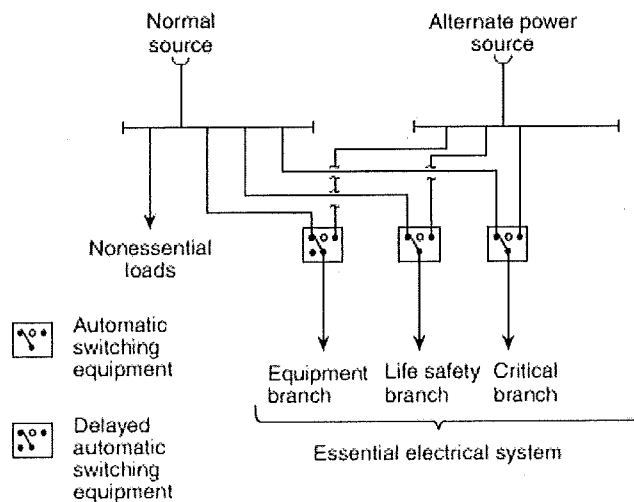 Normal
source
Alternate power
source
Nonessential
loads
Automatic
switching
equipment
Equipment
branch
Life safety
branch
Critical
branch
Delayed
automatic
switching
equipment
Essential electrical system